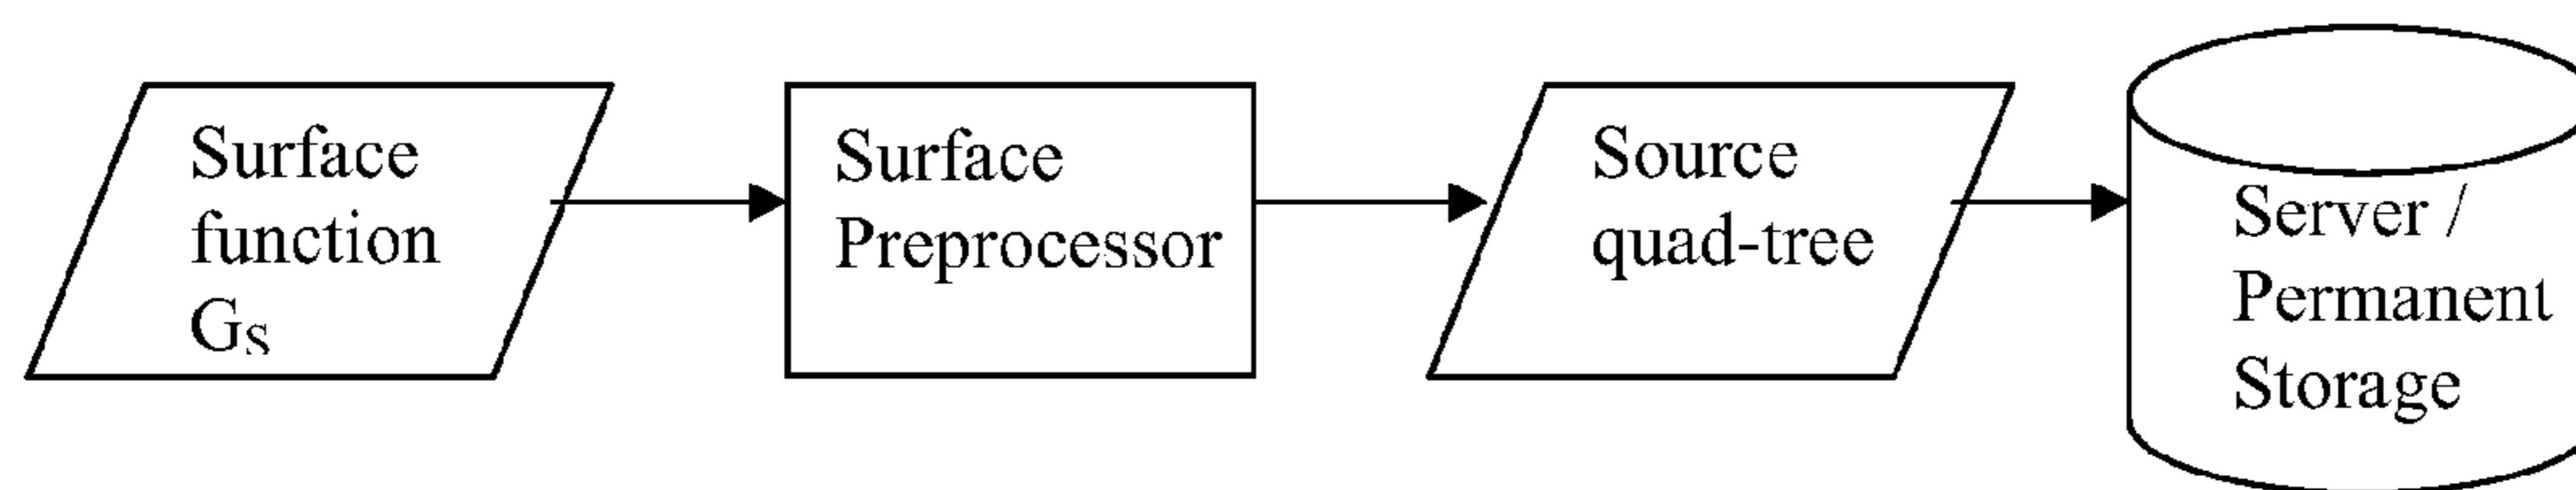 Surface
function
Gs
Surface
Preprocessor
Source
quad-tree
Server /
Permanent
Storage